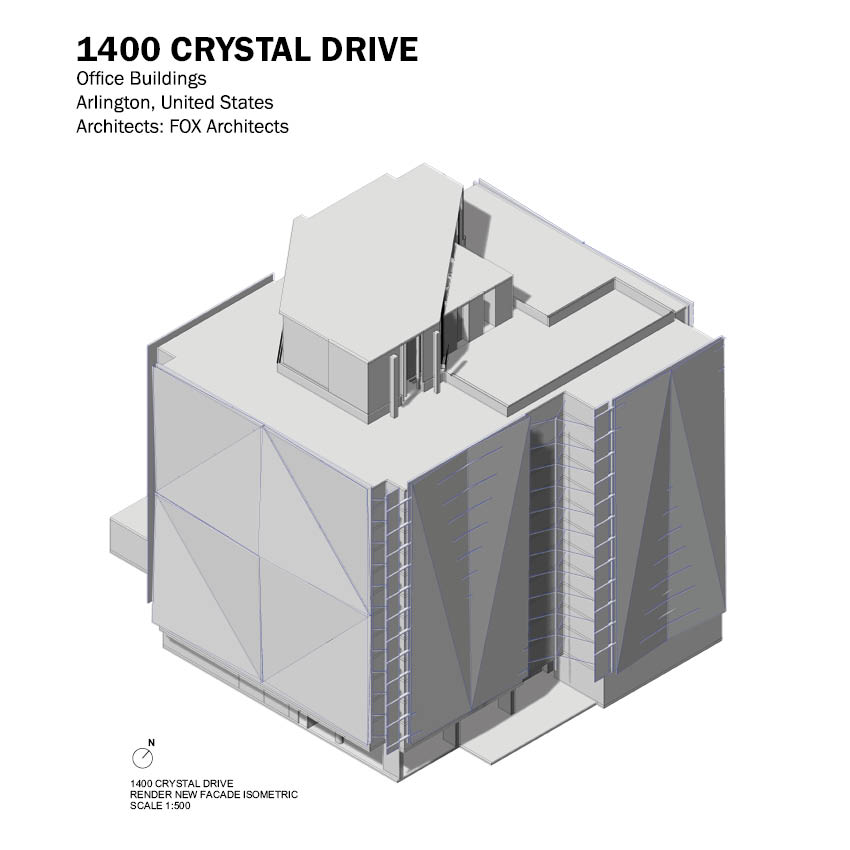 1400 CRYSTAL DRIVE
Office Buildings
Arlington, United States
Architects: FOX Architects
N
1400 CRYSTAL DRIVE
RENDER NEW FACADE ISOMETRIC
SCALE 1:500